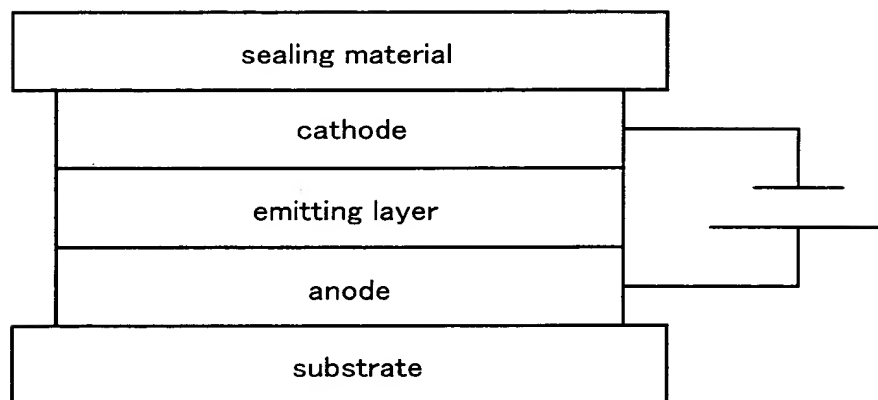 sealing material
cathode
emitting layer
anode
substrate